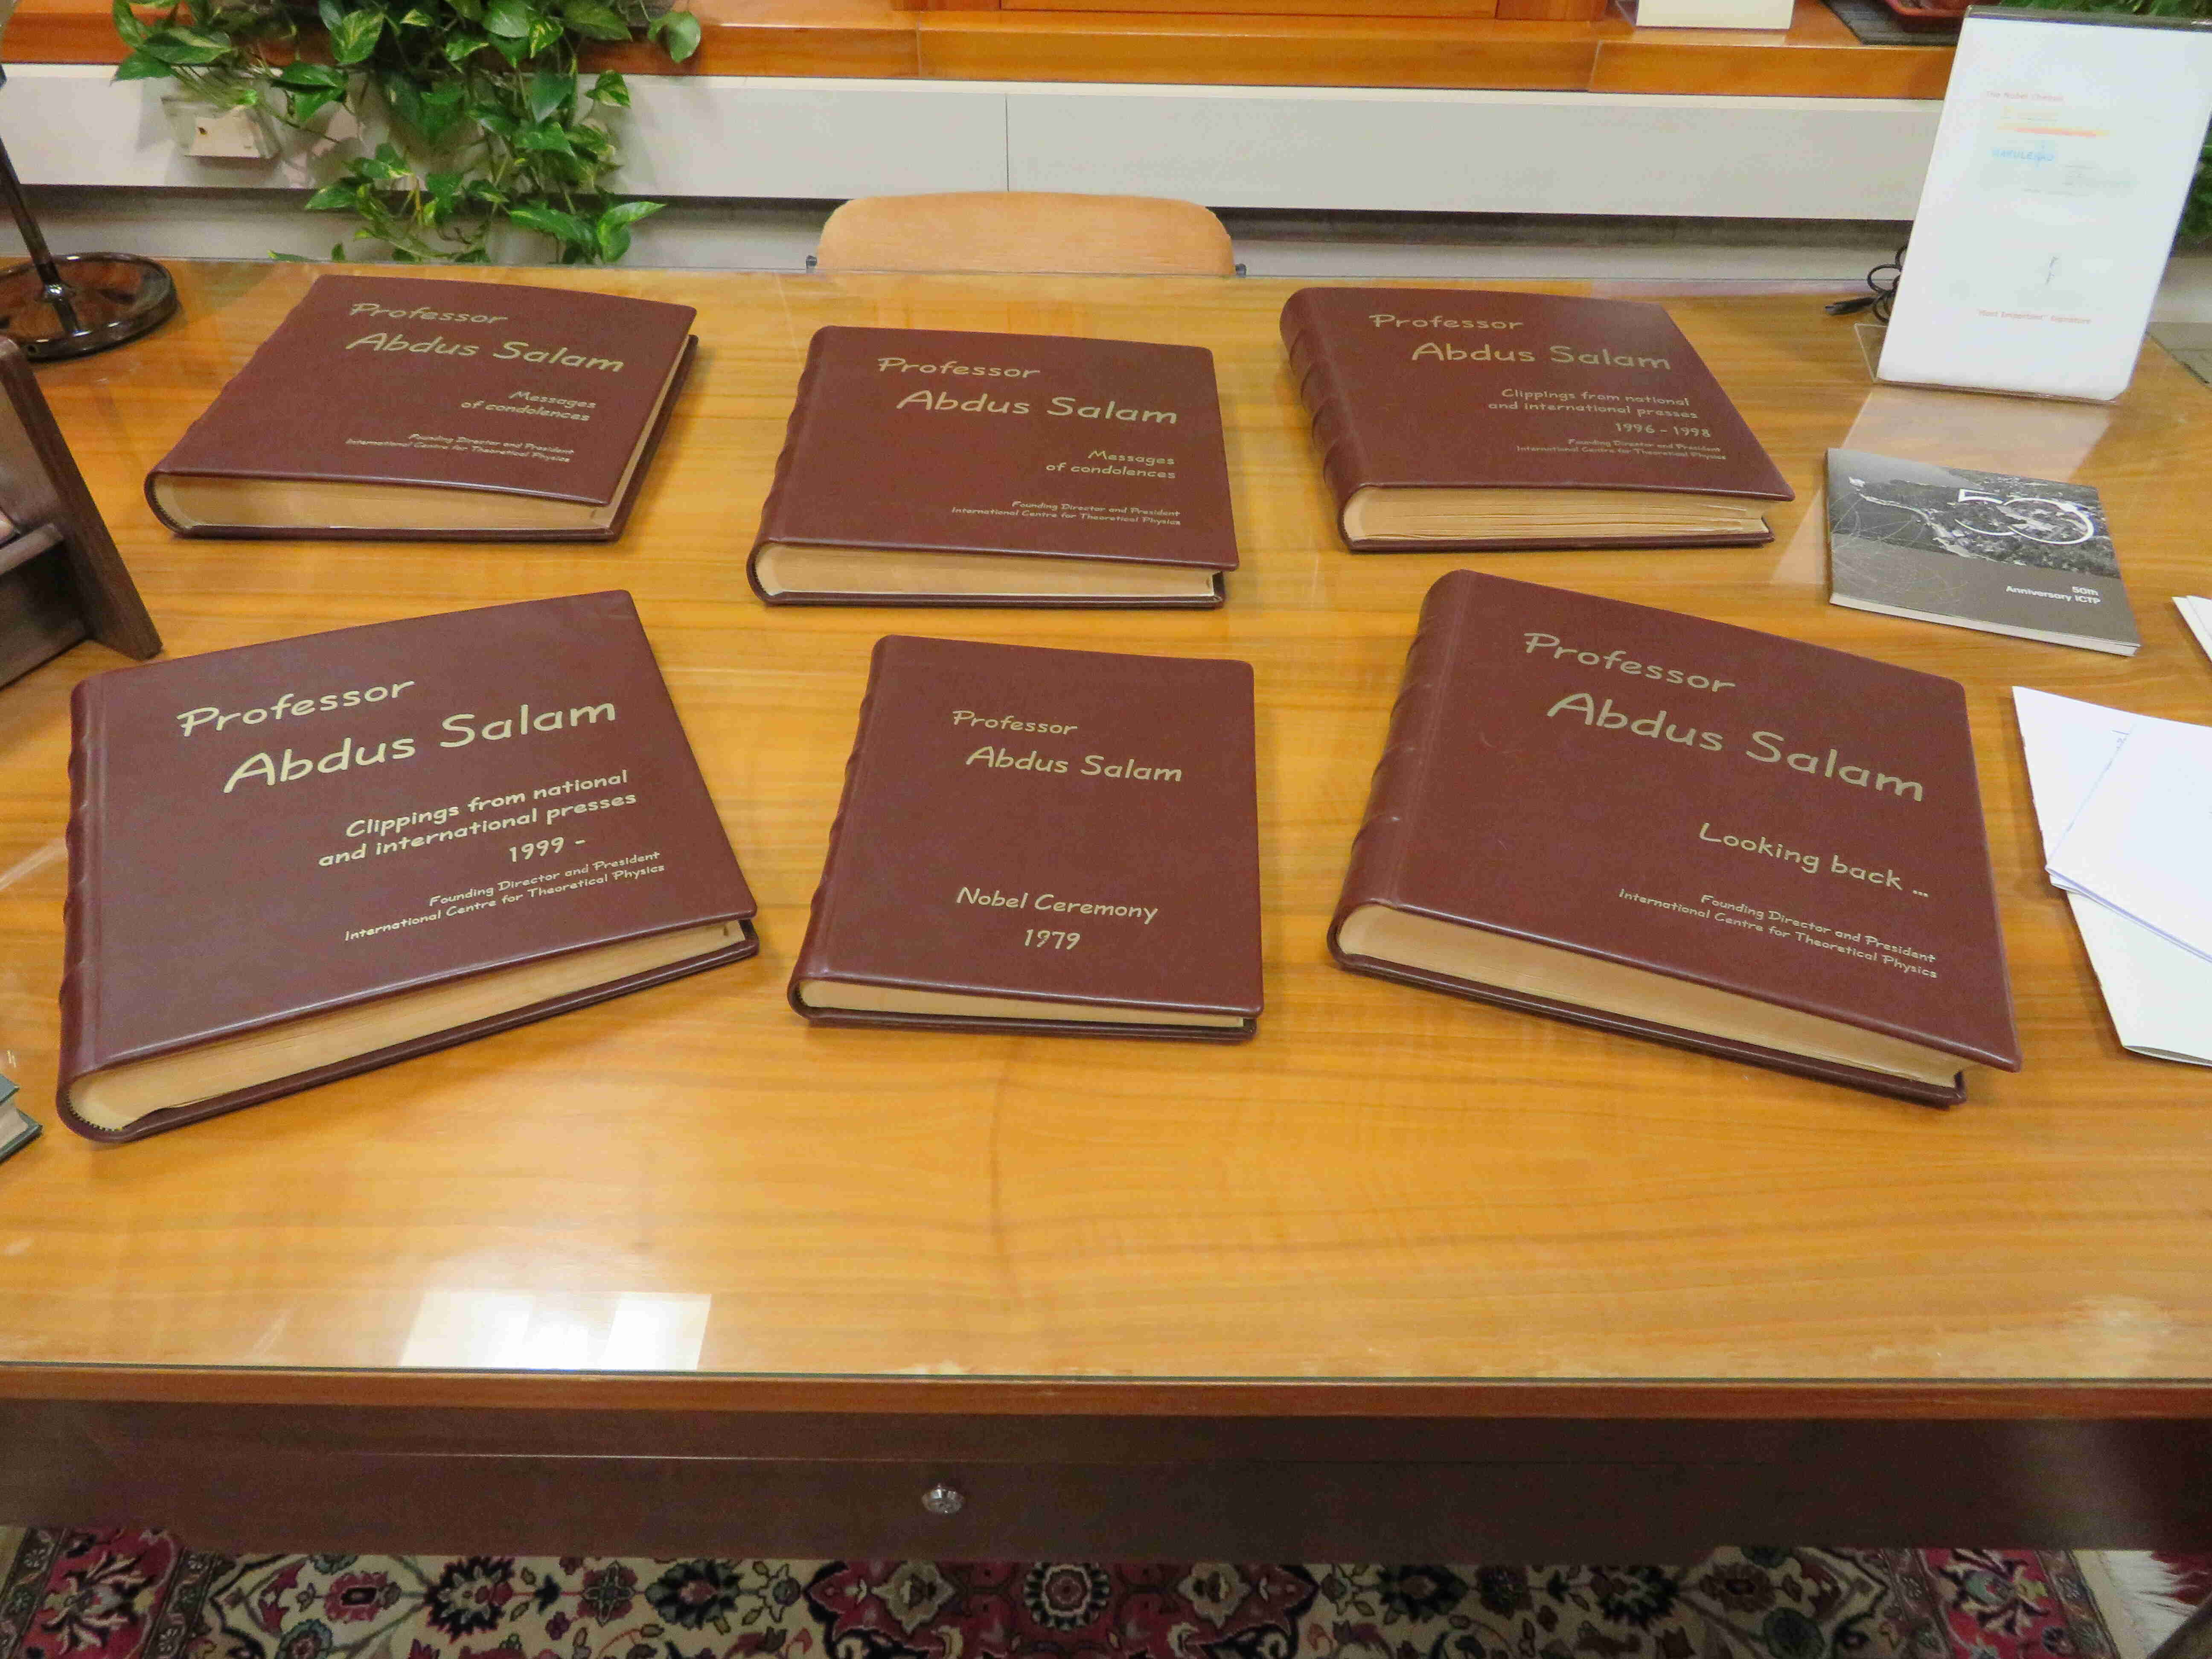 Professor
Abdus Salam
Messages
of condolences
Founding Director and President
International Centre for Theoretical Physics
Professor
Abdus Salam
Messages
of condolences
Founding Director and President
International Centre for Theoretical Physics
Professor
Abdus Salam
Clippings from national
and international presses
1996 - 1998
Founding Director and President
International Centre for Theoretical Physics
50
50th
Anniversary ICTP
Professor
Abdus Salam
Clippings from national
and international presses
1999 -
Founding Director and President
International Centre for Theoretical Physics
Professor
Abdus Salam
Nobel Ceremony
1979
Professor
Abdus Salam
Looking back ...
Founding Director and President
International Centre for Theoretical Physics